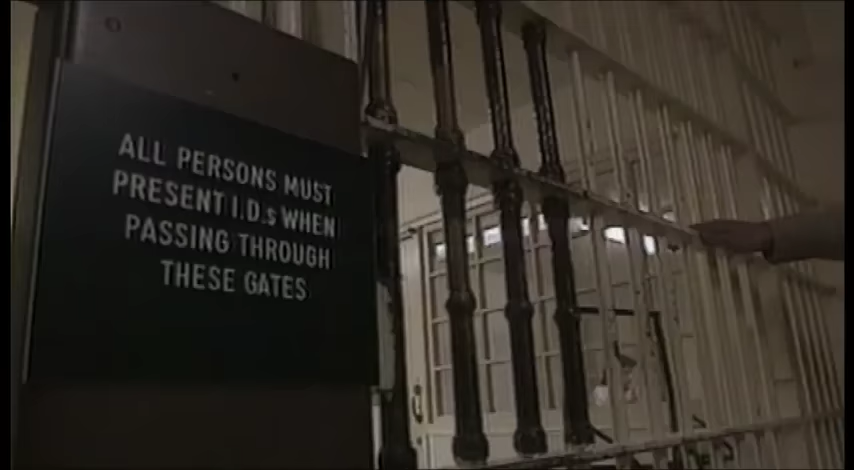 ALL PERSONS MUST
PRESENT I.D.s WHEN
PASSING THROUGH
THESE GATES